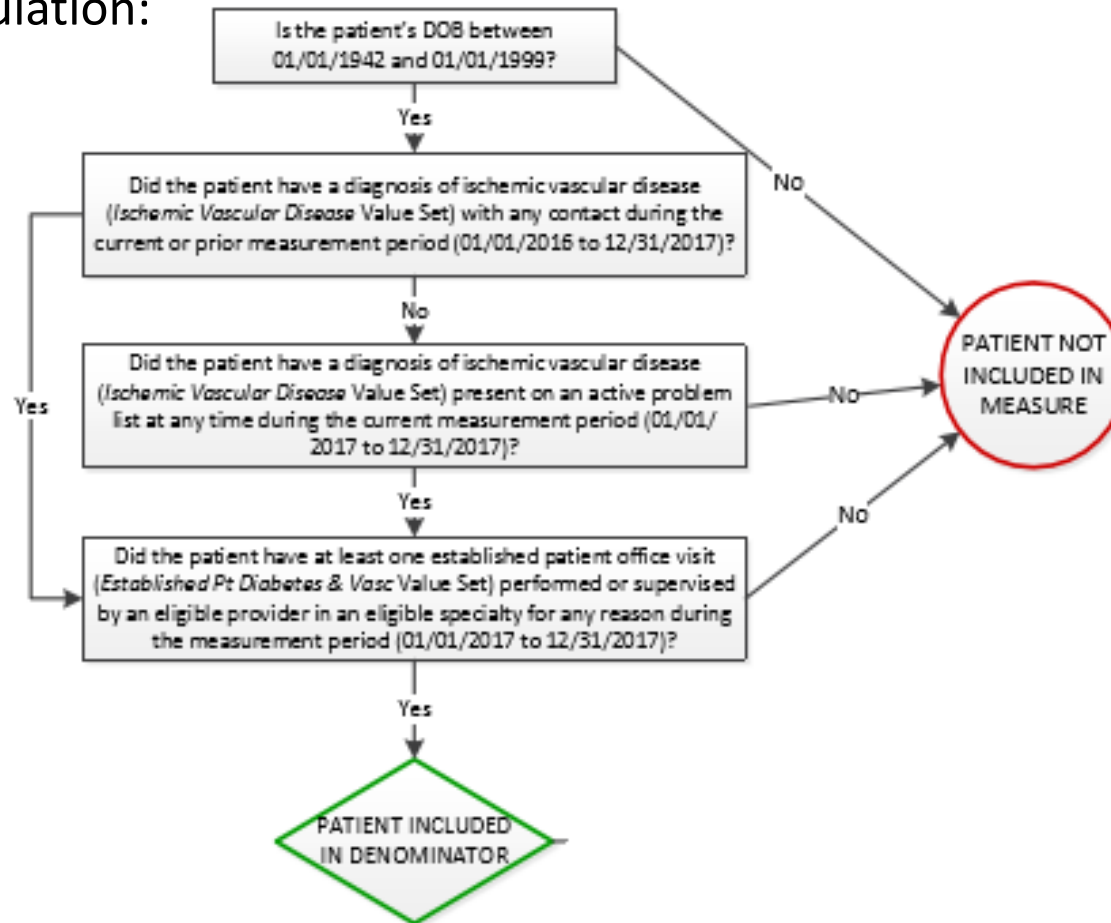 ulation:
Is the patient's DOB between
01/01/1942 and 01/01/1999?
Yes
No
Did the patient have a diagnosis of ischemic vascular disease
(Ischemic Vascular Disease Value Set) with any contact during the
current or prior measurement period (01/01/2016 to 12/31/2017)?
Yes
No
Did the patient have a diagnosis of ischemic vascular disease
(Ischemic Vascular Disease Value Set) present on an active problem
list at any time during the current measurement period (01/01/
2017 to 12/31/2017)?
No
Yes
PATIENT NOT
INCLUDED IN
MEASURE
Did the patient have at least one established patient office visit
(Established Pt Diabetes & Vasc Value Set) performed or supervised
by an eligible provider in an eligible specialty for any reason during
the measurement period (01/01/2017 to 12/31/2017)?
No
Yes
PATIENT INCLUDED
IN DENOMINATOR